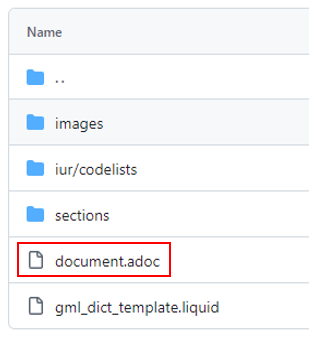 Name
..
images
iur/codelists
sections
document.adoc
gml_dict_template.liquid